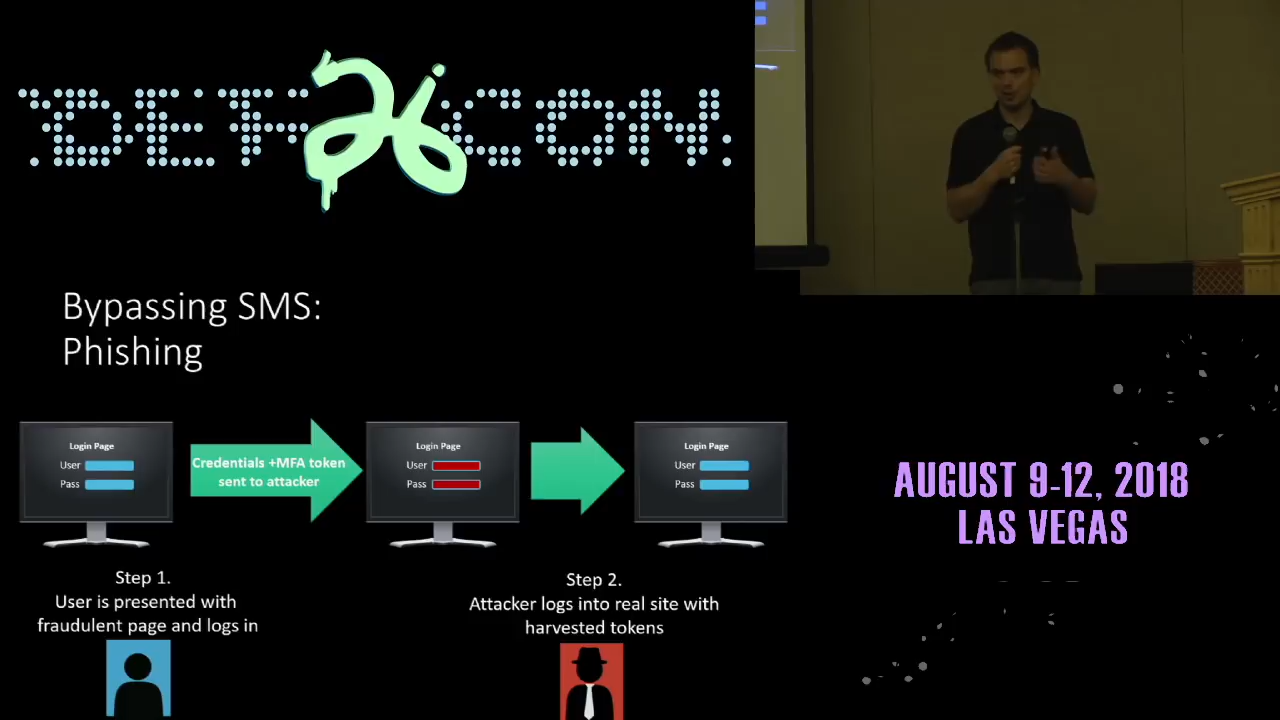 DEF 26 CON.
Bypassing SMS:
Phishing
Login Page
User
Pass
Credentials +MFA token
sent to attacker
Login Page
User
Pass
Login Page
User
Pass
Step 1.
User is presented with
fraudulent page and logs in
Step 2.
Attacker logs into real site with
harvested tokens
AUGUST 9-12, 2018
LAS VEGAS